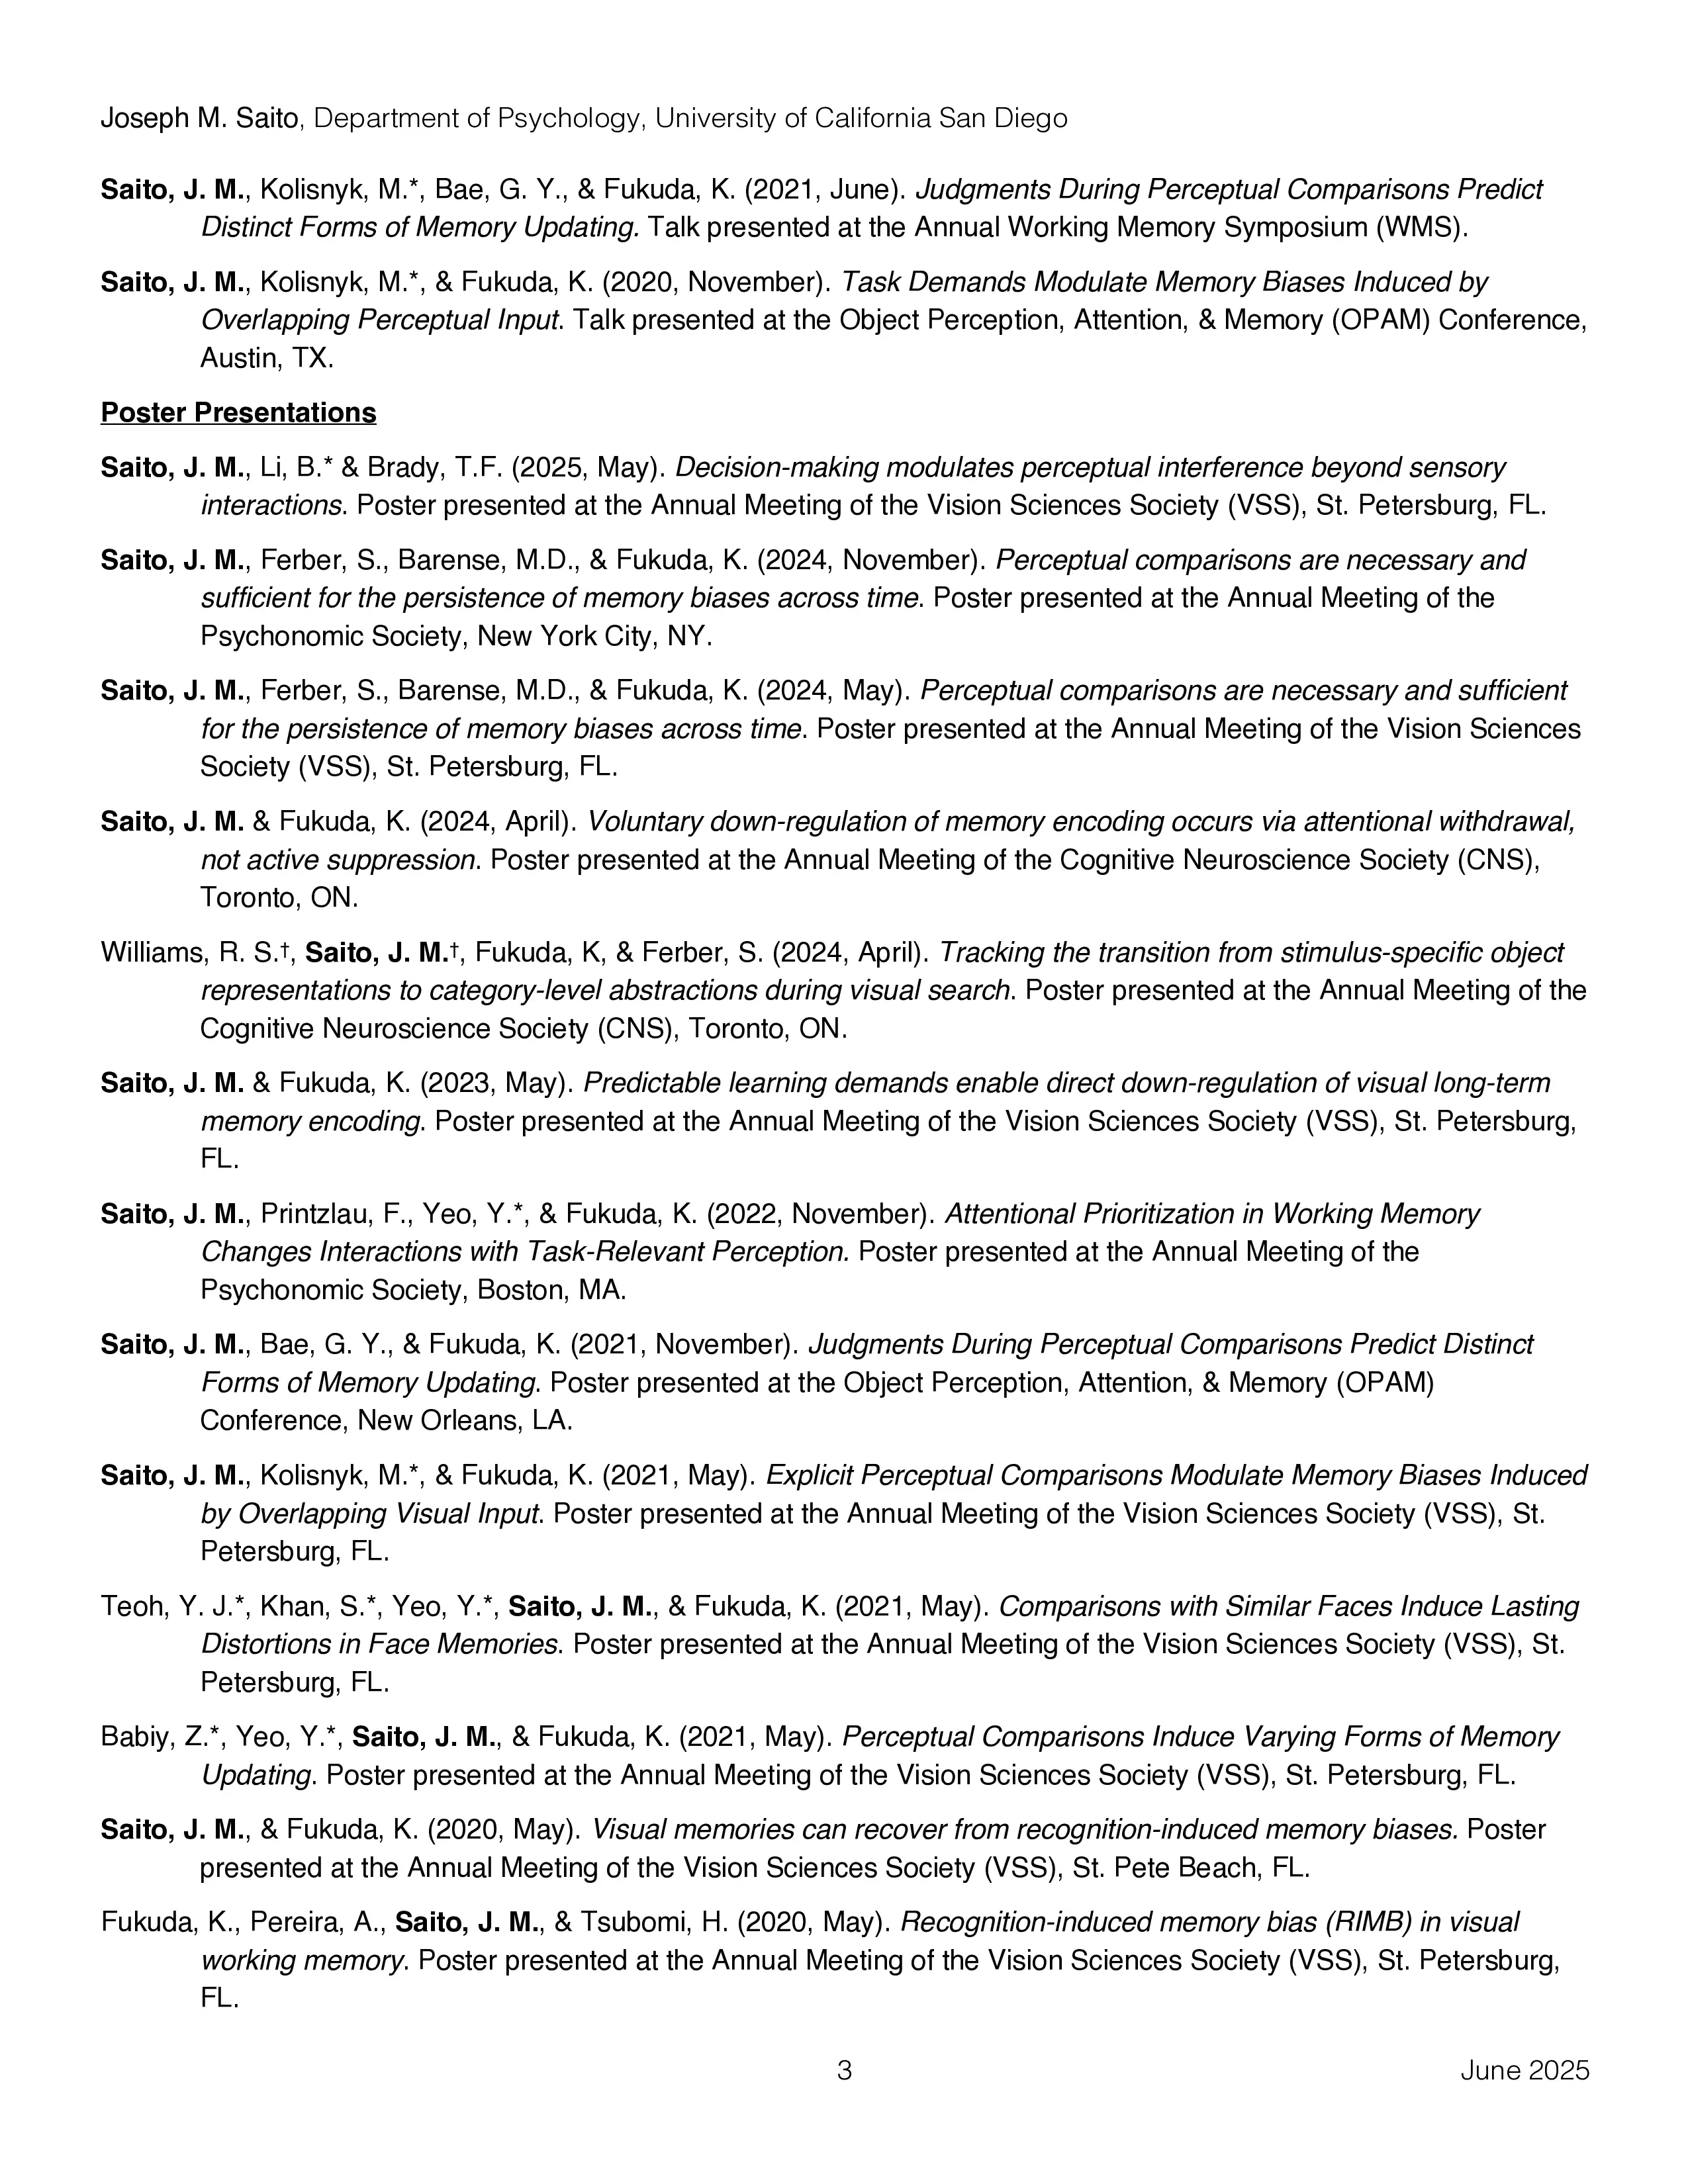 Joseph M. Saito, Department of Psychology, University of California San Diego
Saito, J. M., Kolisnyk, M.*, Bae, G. Y., & Fukuda, K. (2021, June). Judgments During Perceptual Comparisons Predict
Distinct Forms of Memory Updating. Talk presented at the Annual Working Memory Symposium (WMS).
Saito, J. M., Kolisnyk, M.*, & Fukuda, K. (2020, November). Task Demands Modulate Memory Biases Induced by
Overlapping Perceptual Input. Talk presented at the Object Perception, Attention, & Memory (OPAM) Conference,
Austin, TX.
Poster Presentations
Saito, J. M., Li, B.* & Brady, T.F. (2025, May). Decision-making modulates perceptual interference beyond sensory
interactions. Poster presented at the Annual Meeting of the Vision Sciences Society (VSS), St. Petersburg, FL.
Saito, J. M., Ferber, S., Barense, M.D., & Fukuda, K. (2024, November). Perceptual comparisons are necessary and
sufficient for the persistence of memory biases across time. Poster presented at the Annual Meeting of the
Psychonomic Society, New York City, NY.
Saito, J. M., Ferber, S., Barense, M.D., & Fukuda, K. (2024, May). Perceptual comparisons are necessary and sufficient
for the persistence of memory biases across time. Poster presented at the Annual Meeting of the Vision Sciences
Society (VSS), St. Petersburg, FL.
Saito, J. M. & Fukuda, K. (2024, April). Voluntary down-regulation of memory encoding occurs via attentional withdrawal,
not active suppression. Poster presented at the Annual Meeting of the Cognitive Neuroscience Society (CNS),
Toronto, ON.
Williams, R. S.†, Saito, J. M.†, Fukuda, K, & Ferber, S. (2024, April). Tracking the transition from stimulus-specific object
representations to category-level abstractions during visual search. Poster presented at the Annual Meeting of the
Cognitive Neuroscience Society (CNS), Toronto, ON.
Saito, J. M. & Fukuda, K. (2023, May). Predictable learning demands enable direct down-regulation of visual long-term
memory encoding. Poster presented at the Annual Meeting of the Vision Sciences Society (VSS), St. Petersburg,
FL.
Saito, J. M., Printzlau, F., Yeo, Y.*, & Fukuda, K. (2022, November). Attentional Prioritization in Working Memory
Changes Interactions with Task-Relevant Perception. Poster presented at the Annual Meeting of the
Psychonomic Society, Boston, MA.
Saito, J. M., Bae, G. Y., & Fukuda, K. (2021, November). Judgments During Perceptual Comparisons Predict Distinct
Forms of Memory Updating. Poster presented at the Object Perception, Attention, & Memory (OPAM)
Conference, New Orleans, LA.
Saito, J. M., Kolisnyk, M.*, & Fukuda, K. (2021, May). Explicit Perceptual Comparisons Modulate Memory Biases Induced
by Overlapping Visual Input. Poster presented at the Annual Meeting of the Vision Sciences Society (VSS), St.
Petersburg, FL.
Teoh, Y. J.*, Khan, S.*, Yeo, Y.*, Saito, J. M., & Fukuda, K. (2021, May). Comparisons with Similar Faces Induce Lasting
Distortions in Face Memories. Poster presented at the Annual Meeting of the Vision Sciences Society (VSS), St.
Petersburg, FL.
Babiy, Z.*, Yeo, Y.*, Saito, J. M., & Fukuda, K. (2021, May). Perceptual Comparisons Induce Varying Forms of Memory
Updating. Poster presented at the Annual Meeting of the Vision Sciences Society (VSS), St. Petersburg, FL.
Saito, J. M., & Fukuda, K. (2020, May). Visual memories can recover from recognition-induced memory biases. Poster
presented at the Annual Meeting of the Vision Sciences Society (VSS), St. Pete Beach, FL.
Fukuda, K., Pereira, A., Saito, J. M., & Tsubomi, H. (2020, May). Recognition-induced memory bias (RIMB) in visual
working memory. Poster presented at the Annual Meeting of the Vision Sciences Society (VSS), St. Petersburg,
FL.
3
June 2025